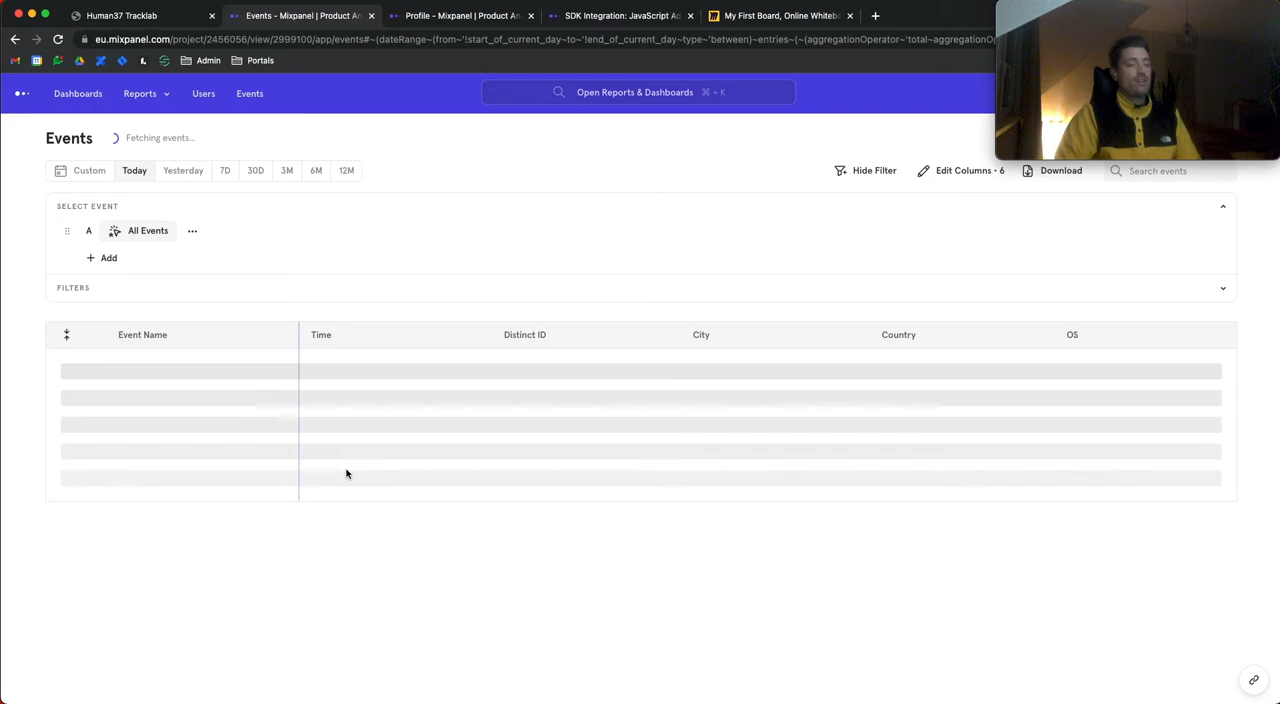 Human37 Tracklab
Events - Mixpanel | Product An
Profile - Mixpanel | Product An
SDK Integration: JavaScript Ad
My First Board, Online Whitebo
eu.mixpanel.com/project/2456056/view/2999100/app/events#~(dateRange~(from~'!start_of_current_day~to~'!end_of_current_day~type~'between)~entries~(~(aggregationOperator~'total~aggregationOp
Admin
Portals
Dashboards
Reports
Users
Events
Open Reports & Dashboards ⌘ + K
Events
Fetching events...
Custom Today Yesterday 7D 30D 3M 6M 12M
Hide Filter
Edit Columns • 6
Download
Search events
SELECT EVENT
A All Events
+ Add
FILTERS
Event Name Time Distinct ID City Country OS